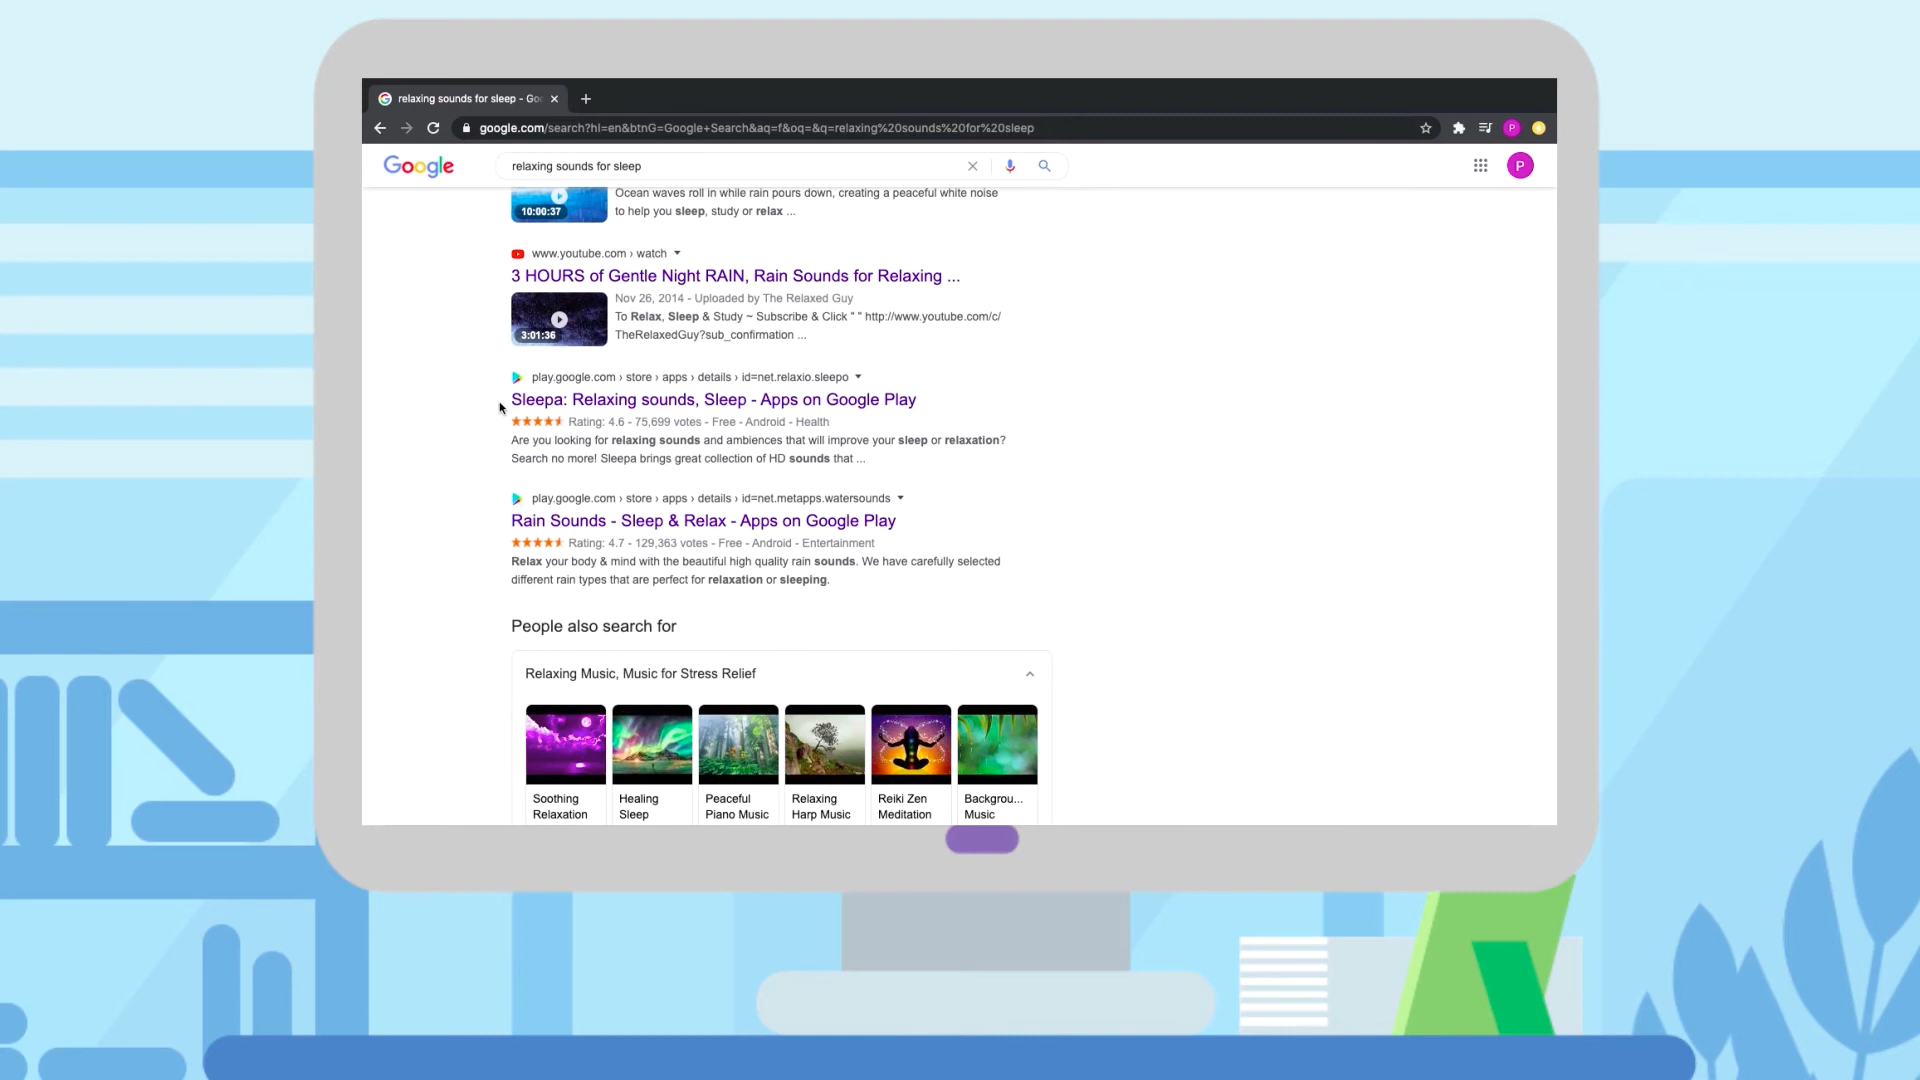 relaxing sounds for sleep - Goo
google.com/search?hl=en&btnG=Google+Search&aq=f&oq=&q=relaxing%20sounds%20for%20sleep
P
Google
relaxing sounds for sleep
P
10:00:37
Ocean waves roll in while rain pours down, creating a peaceful white noise
to help you sleep, study or relax ...
www.youtube.com › watch
3 HOURS of Gentle Night RAIN, Rain Sounds for Relaxing ...
3:01:36
Nov 26, 2014 - Uploaded by The Relaxed Guy
To Relax, Sleep & Study ~ Subscribe & Click " " http://www.youtube.com/c/
TheRelaxedGuy?sub_confirmation ...
play.google.com › store › apps › details › id=net.relaxio.sleepo
Sleepa: Relaxing sounds, Sleep - Apps on Google Play
Rating: 4.6 - 75,699 votes - Free - Android - Health
Are you looking for relaxing sounds and ambiences that will improve your sleep or relaxation?
Search no more! Sleepa brings great collection of HD sounds that ...
play.google.com › store › apps › details › id=net.metapps.watersounds
Rain Sounds - Sleep & Relax - Apps on Google Play
Rating: 4.7 - 129,363 votes - Free - Android - Entertainment
Relax your body & mind with the beautiful high quality rain sounds. We have carefully selected
different rain types that are perfect for relaxation or sleeping.
People also search for
Relaxing Music, Music for Stress Relief
Soothing
Relaxation
Healing
Sleep
Peaceful
Piano Music
Relaxing
Harp Music
Reiki Zen
Meditation
Backgrou...
Music